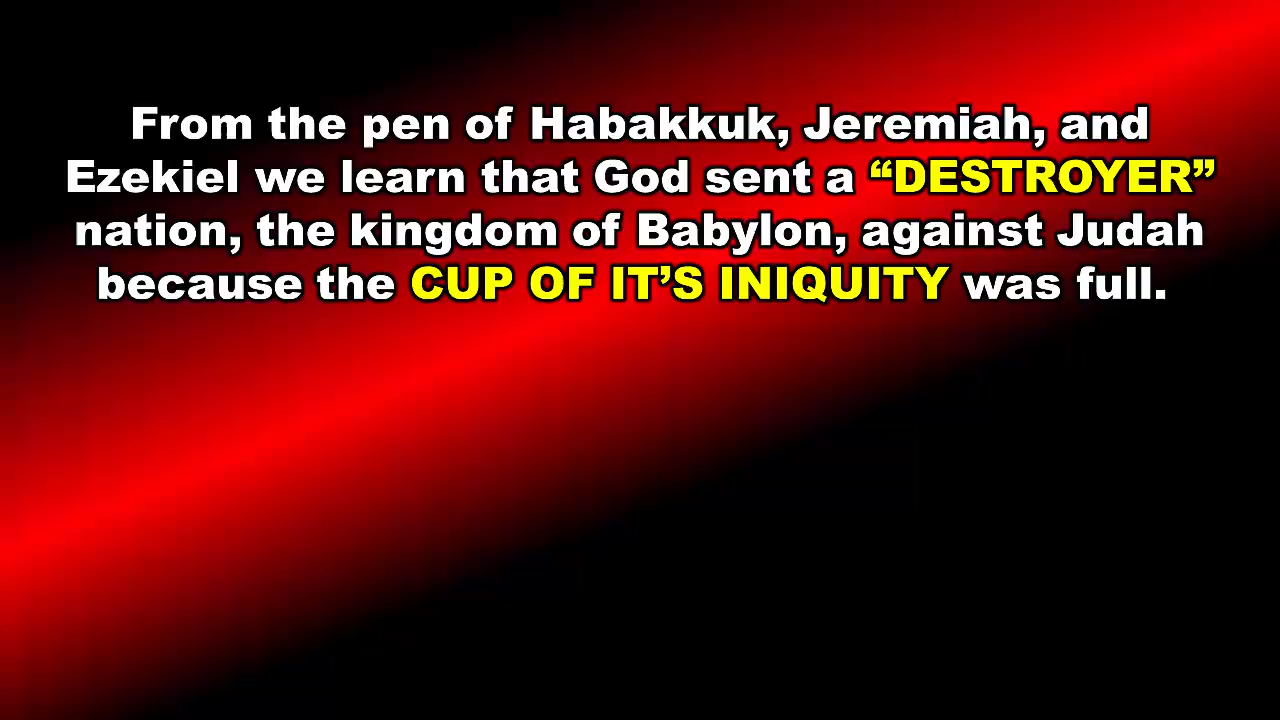 From the pen of Habakkuk, Jeremiah, and
Ezekiel we learn that God sent a “DESTROYER”
nation, the kingdom of Babylon, against Judah
because the CUP OF IT’S INIQUITY was full.